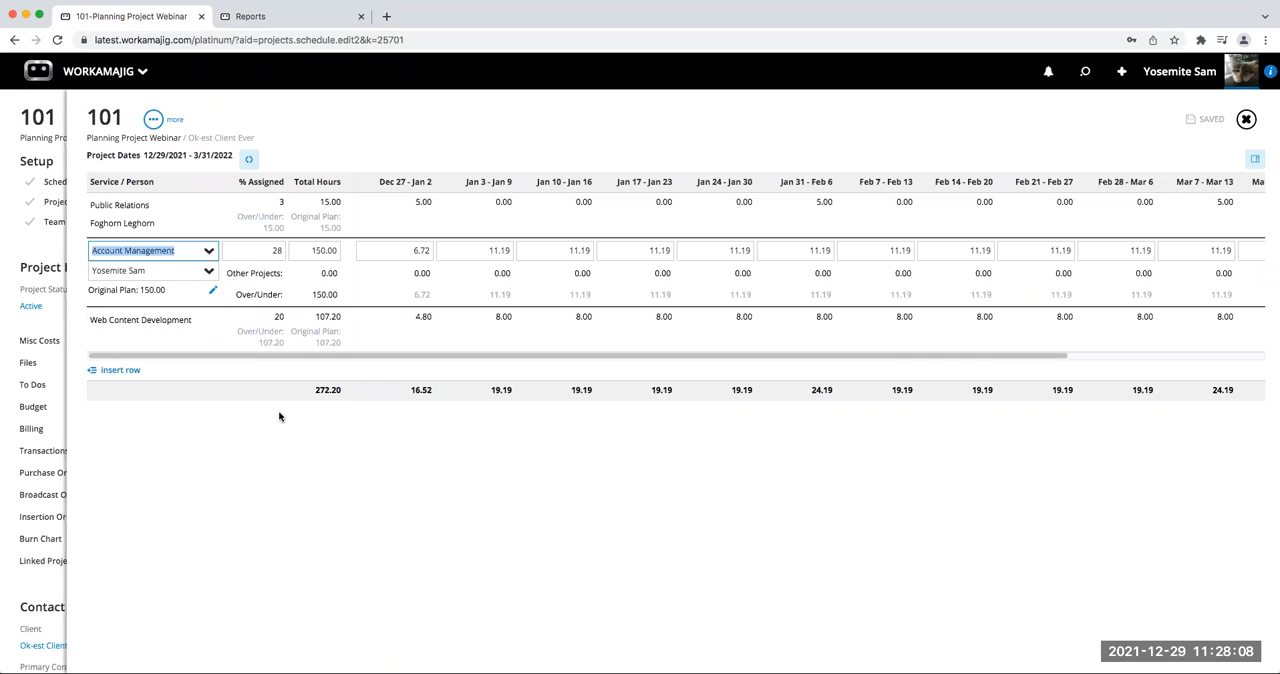 101-Planning Project Webinar × Reports × +
latest.workamajig.com/platinum/?aid=projects.schedule.edit2&k=25701
WORKAMAJIG Yosemite Sam i
101
Planning Pro
Setup
Sched
Projec
Team
Project
Project Statu
Active
Misc Costs
Files
To Dos
Budget
Billing
Transactions
Purchase Or
Broadcast O
Insertion Or
Burn Chart
Linked Proje
Contact
Client
Ok-est Client
Primary Con
101 more SAVED
Planning Project Webinar / Ok-est Client Ever
Project Dates 12/29/2021 - 3/31/2022
Service / Person % Assigned Total Hours Dec 27 - Jan 2 Jan 3 - Jan 9 Jan 10 - Jan 16 Jan 17 - Jan 23 Jan 24 - Jan 30 Jan 31 - Feb 6 Feb 7 - Feb 13 Feb 14 - Feb 20 Feb 21 - Feb 27 Feb 28 - Mar 6 Mar 7 - Mar 13 Ma
Public Relations 3 15.00 5.00 0.00 0.00 0.00 0.00 5.00 0.00 0.00 0.00 0.00 5.00
Foghorn Leghorn Over/Under: Original Plan:
15.00 15.00
Account Management 28 150.00 6.72 11.19 11.19 11.19 11.19 11.19 11.19 11.19 11.19 11.19 11.19
Yosemite Sam Other Projects: 0.00 0.00 0.00 0.00 0.00 0.00 0.00 0.00 0.00 0.00 0.00 0.00
Original Plan: 150.00 Over/Under: 150.00 6.72 11.19 11.19 11.19 11.19 11.19 11.19 11.19 11.19 11.19 11.19
Web Content Development 20 107.20 4.80 8.00 8.00 8.00 8.00 8.00 8.00 8.00 8.00 8.00 8.00
Over/Under: Original Plan:
107.20 107.20
insert row
272.20 16.52 19.19 19.19 19.19 19.19 24.19 19.19 19.19 19.19 19.19 24.19
2021-12-29 11:28:08